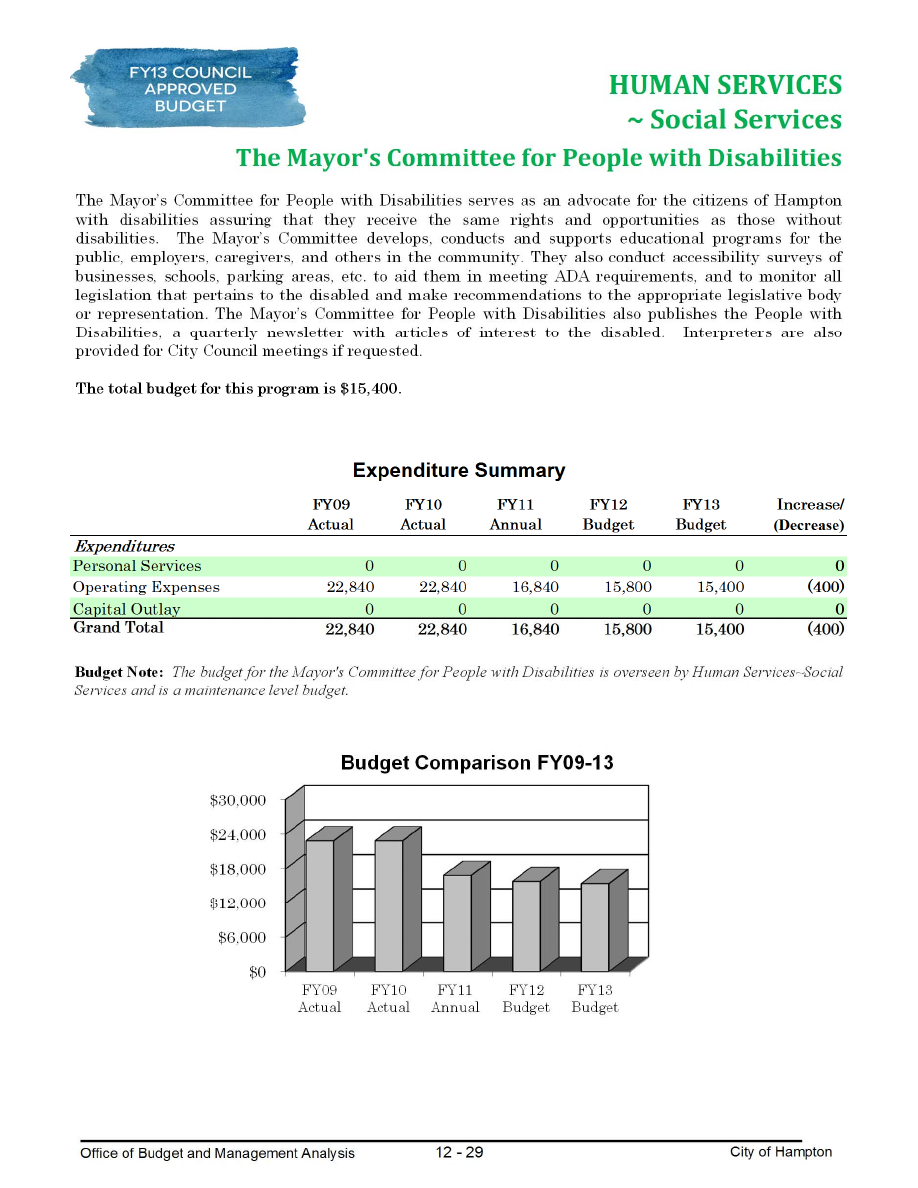 FY13 COUNCIL
APPROVED
BUDGET
HUMAN SERVICES
~ Social Services
The Mayor's Committee for People with Disabilities
The Mayor's Committee for People with Disabilities serves as an advocate for the citizens of Hampton
with disabilities assuring that they receive the same rights and opportunities as those without
disabilities. The Mayor's Committee develops, conducts and supports educational programs for the
public, employers, caregivers, and others in the community. They also conduct accessibility surveys of
businesses, schools, parking areas, etc. to aid them in meeting ADA requirements, and to monitor all
legislation that pertains to the disabled and make recommendations to the appropriate legislative body
or representation. The Mayor's Committee for People with Disabilities also publishes the People with
Disabilities, a quarterly newsletter with articles of interest to the disabled. Interpreters are also
provided for City Council meetings if requested.
The total budget for this program is $15,400.
Expenditure Summary
FY09 FY10 FY11 FY12 FY13 Increase/
Actual Actual Annual Budget Budget (Decrease)
Expenditures
Personal Services 0 0 0 0 0 0
Operating Expenses 22,840 22,840 16,840 15,800 15,400 (400)
Capital Outlay 0 0 0 0 0 0
Grand Total 22,840 22,840 16,840 15,800 15,400 (400)
Budget Note: The budget for the Mayor's Committee for People with Disabilities is overseen by Human Services~Social
Services and is a maintenance level budget.
Budget Comparison FY09-13
$30,000
$24,000
$18,000
$12,000
$6,000
$0
FY09 FY10 FY11 FY12 FY13
Actual Actual Annual Budget Budget
Office of Budget and Management Analysis 12 - 29 City of Hampton